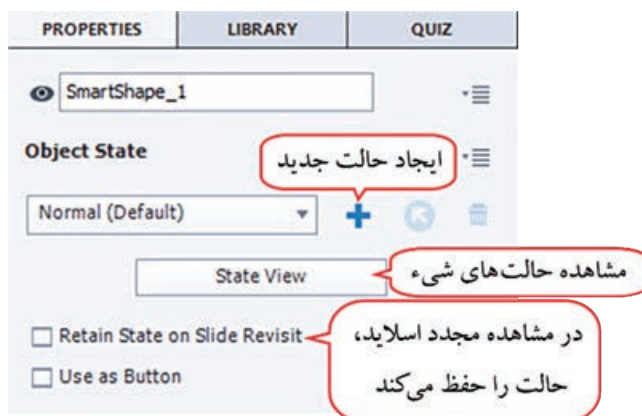 PROPERTIES LIBRARY QUIZ
SmartShape_1
Object State
ایجاد حالت جدید
Normal (Default)
State View
مشاهده حالت‌های شیء
Retain State on Slide Revisit
در مشاهده مجدد اسلاید،
حالت را حفظ می‌کند
Use as Button